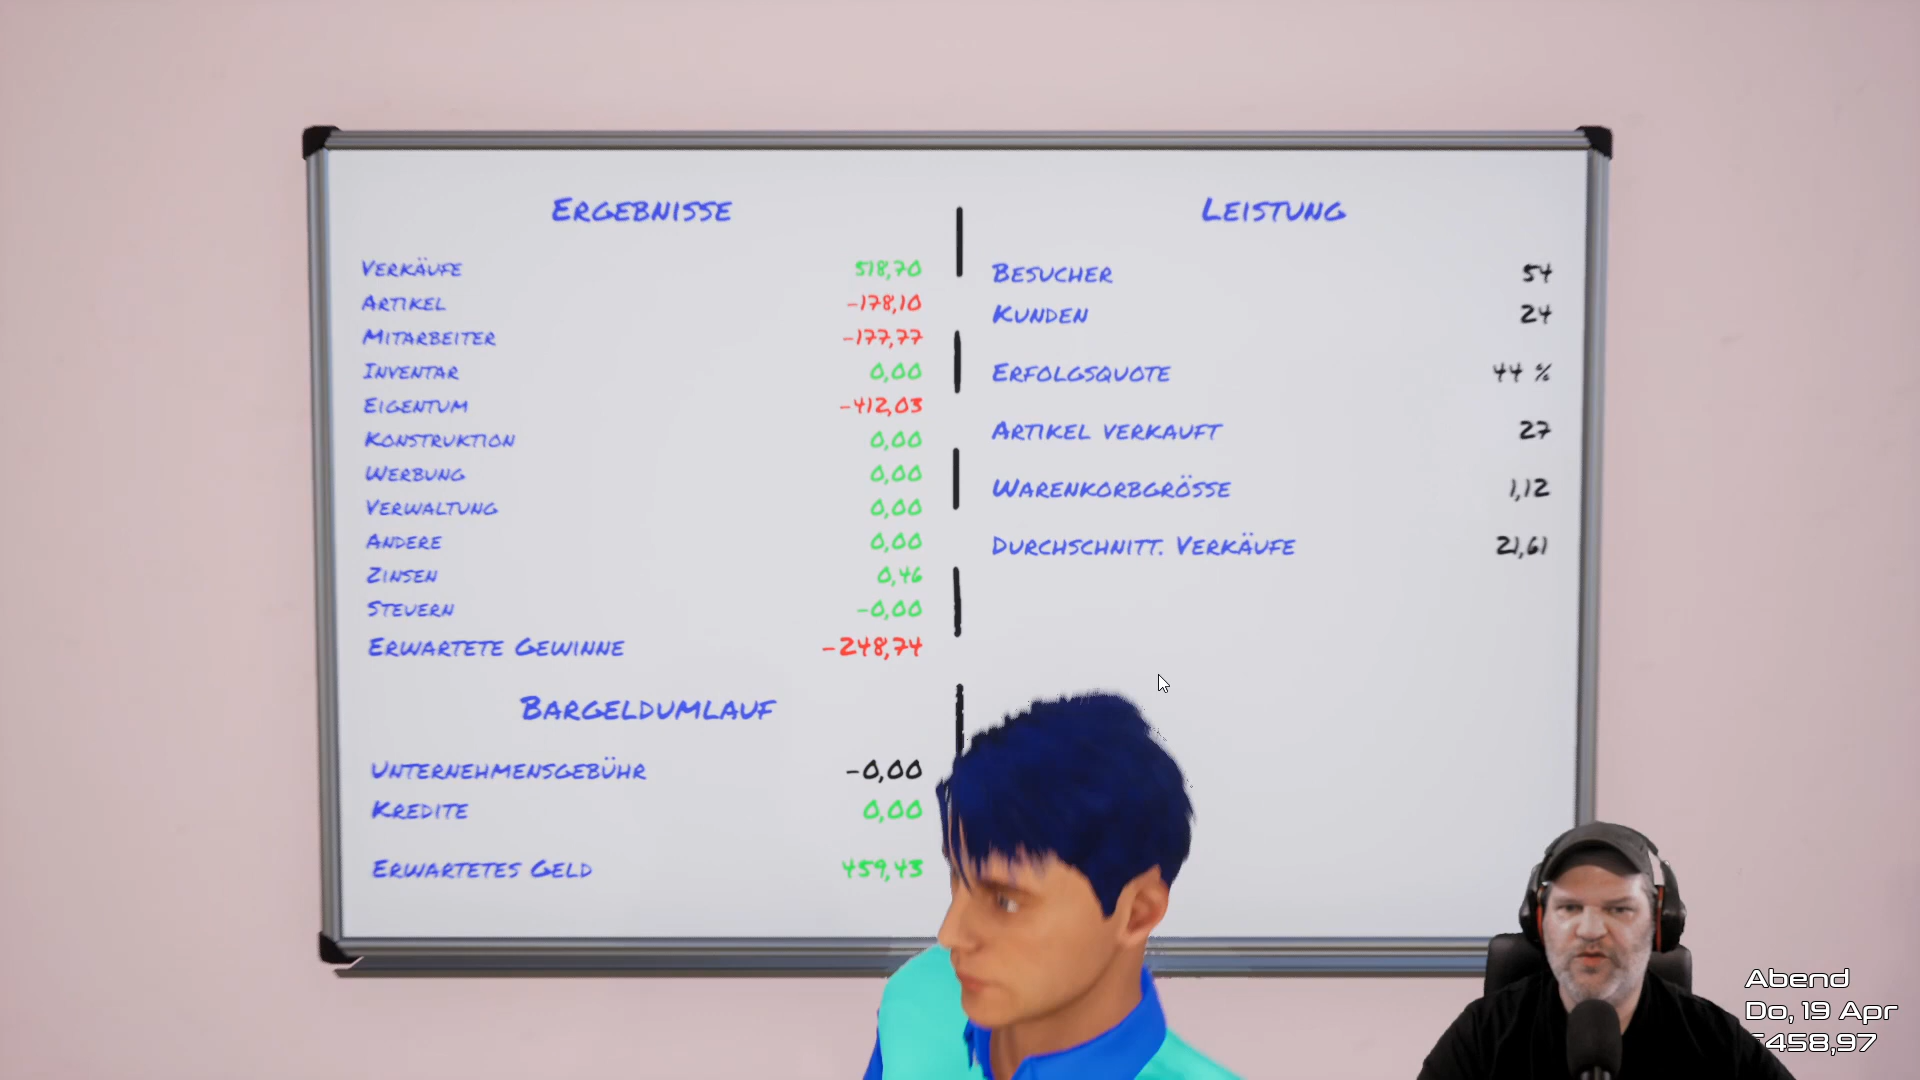 Ergebnisse
Verkäufe 518,70
Artikel -178,10
Mitarbeiter -177,77
Inventar 0,00
Eigentum -412,03
Konstruktion 0,00
Werbung 0,00
Verwaltung 0,00
Andere 0,00
Zinsen 0,46
Steuern -0,00
Erwartete Gewinne -248,74
Bargeldumlauf
Unternehmensgebühr -0,00
Kredite 0,00
Erwartetes Geld 459,43
Leistung
Besucher 54
Kunden 24
Erfolgsquote 44 %
Artikel verkauft 27
Warenkorbgrösse 1,12
Durchschnitt. Verkäufe 21,61
Abend
Do, 19 Apr
458,97